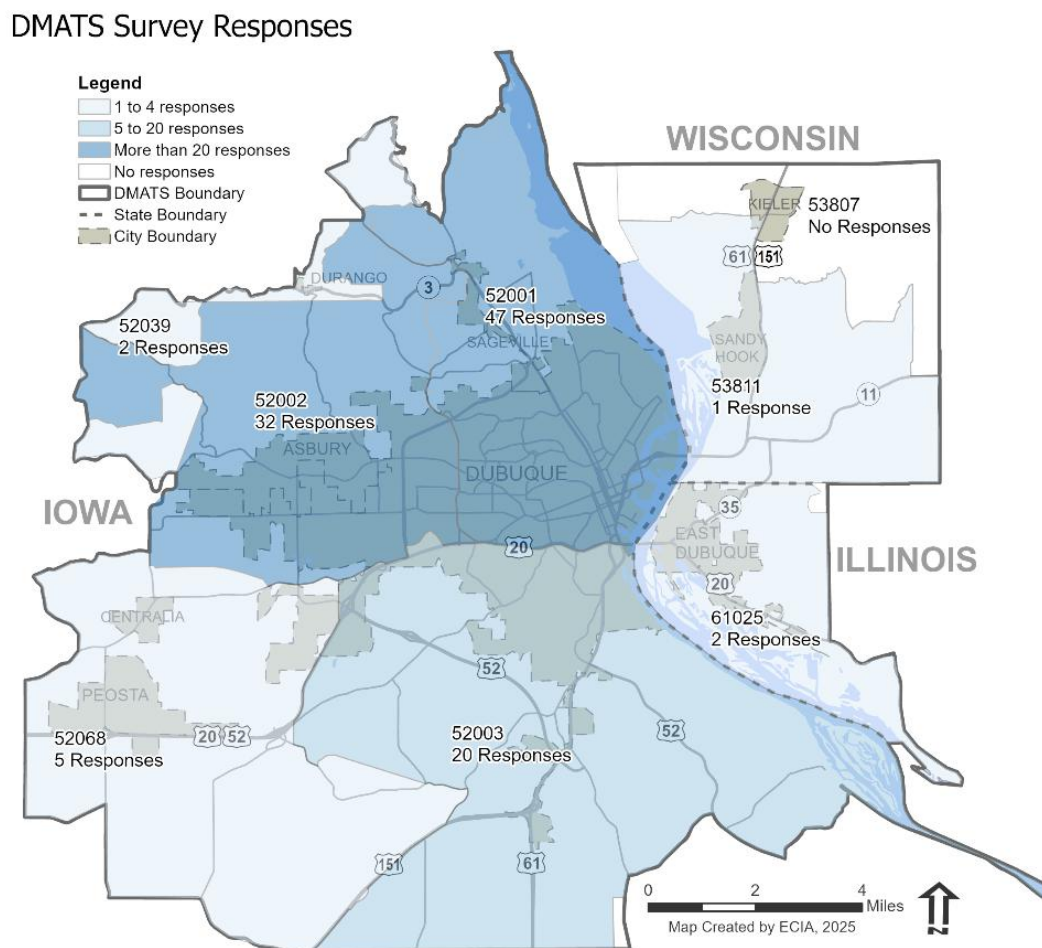 DMATS Survey Responses
Legend
1 to 4 responses
5 to 20 responses
More than 20 responses
No responses
DMATS Boundary
State Boundary
City Boundary
WISCONSIN
KIELER
53807
No Responses
61
151
DURANGO
3
52001
47 Responses
SAGEVILLE
52039
2 Responses
SANDY
HOOK
53811
1 Response
11
52002
32 Responses
ASBURY
DUBUQUE
IOWA
35
EAST
DUBUQUE
20
20
ILLINOIS
61025
2 Responses
CENTRALIA
PEOSTA
52
52068
5 Responses
20
52
52003
20 Responses
52
151
61
0 2 4
Miles
Map Created by ECIA, 2025
N